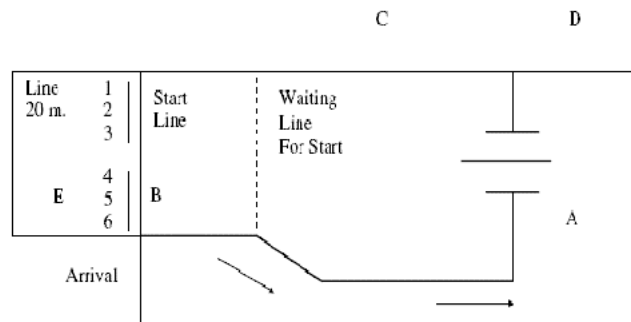 C D
Line 1 Start Waiting
20 m. 2 Line Line
3 For Start
4
E 5 B
6 A
Arrival